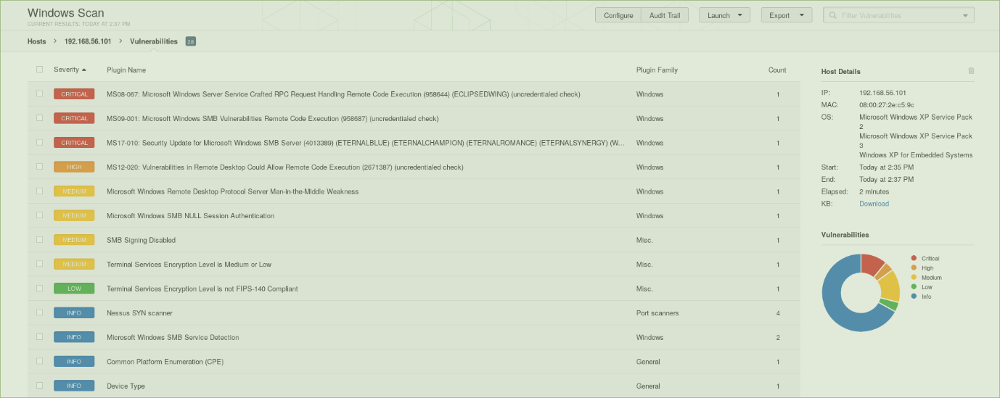 Windows Scan
CURRENT RESULTS: TODAY AT 2:37 PM
Configure Audit Trail Launch Export Filter Vulnerabilities
Hosts > 192.168.56.101 > Vulnerabilities 28
Severity Plugin Name Plugin Family Count
CRITICAL MS08-067: Microsoft Windows Server Service Crafted RPC Request Handling Remote Code Execution (958644) (ECLIPSEDWING) (uncredentialed check) Windows 1
CRITICAL MS09-001: Microsoft Windows SMB Vulnerabilities Remote Code Execution (958687) (uncredentialed check) Windows 1
CRITICAL MS17-010: Security Update for Microsoft Windows SMB Server (4013389) (ETERNALBLUE) (ETERNALCHAMPION) (ETERNALROMANCE) (ETERNALSYNERGY) (W... Windows 1
HIGH MS12-020: Vulnerabilities in Remote Desktop Could Allow Remote Code Execution (2671387) (uncredentialed check) Windows 1
MEDIUM Microsoft Windows Remote Desktop Protocol Server Man-in-the-Middle Weakness Windows 1
MEDIUM Microsoft Windows SMB NULL Session Authentication Windows 1
MEDIUM SMB Signing Disabled Misc. 1
MEDIUM Terminal Services Encryption Level is Medium or Low Misc. 1
LOW Terminal Services Encryption Level is not FIPS-140 Compliant Misc. 1
INFO Nessus SYN scanner Port scanners 4
INFO Microsoft Windows SMB Service Detection Windows 2
INFO Common Platform Enumeration (CPE) General 1
INFO Device Type General 1
Host Details
IP: 192.168.56.101
MAC: 08:00:27:2e:c5:9c
OS: Microsoft Windows XP Service Pack
2
Microsoft Windows XP Service Pack
3
Windows XP for Embedded Systems
Start: Today at 2:35 PM
End: Today at 2:37 PM
Elapsed: 2 minutes
KB: Download
Vulnerabilities
Critical
High
Medium
Low
Info